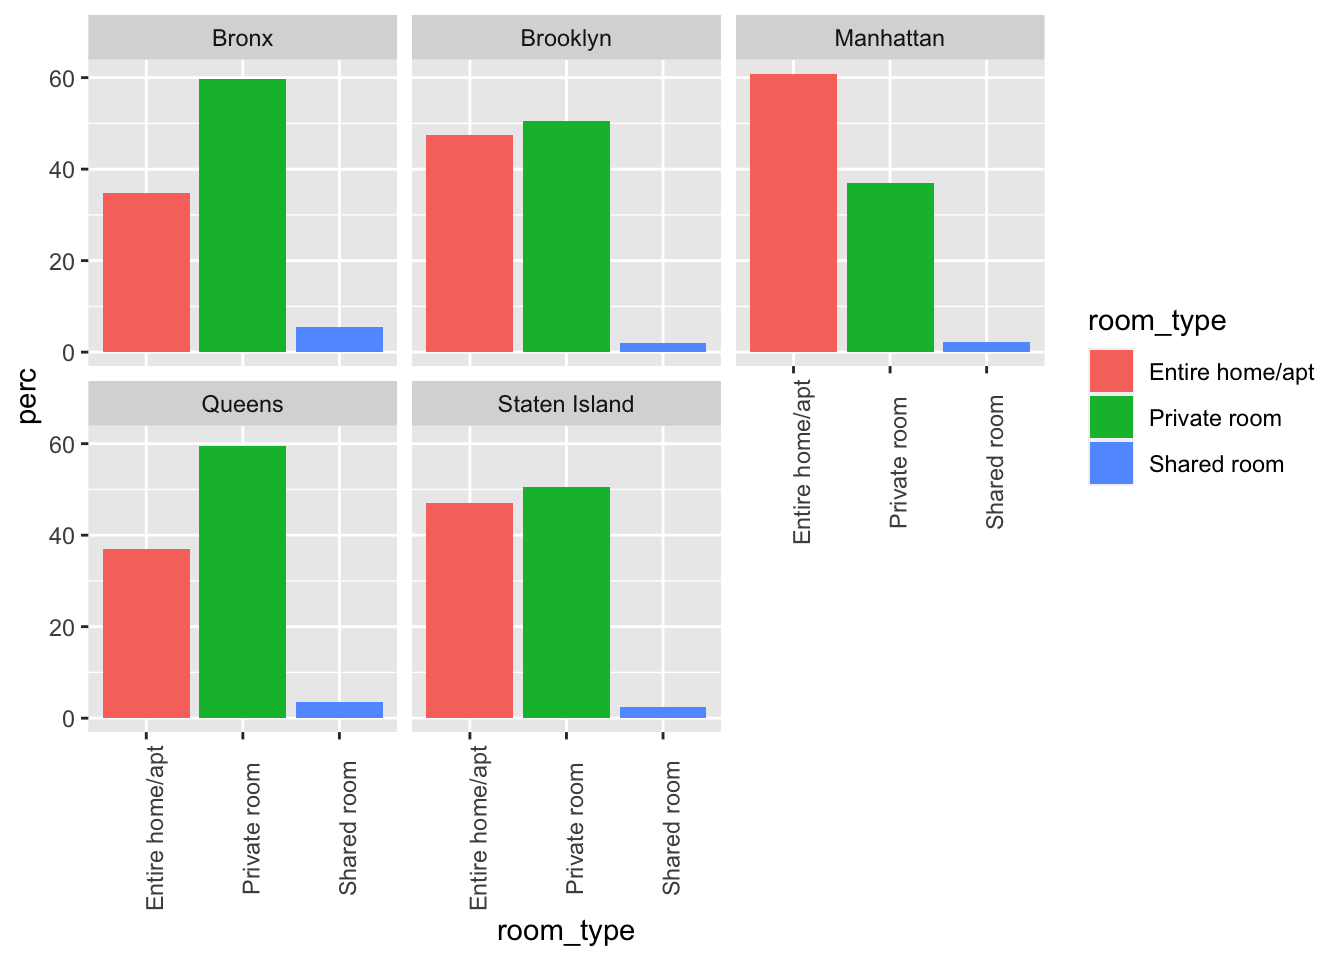 Bronx
Brooklyn
Manhattan
60
40
20
0
perc
Queens
Staten Island
60
40
20
0
Entire home/apt
Private room
Shared room
Entire home/apt
Private room
Shared room
Entire home/apt
Private room
Shared room
room_type
room_type
Entire home/apt
Private room
Shared room